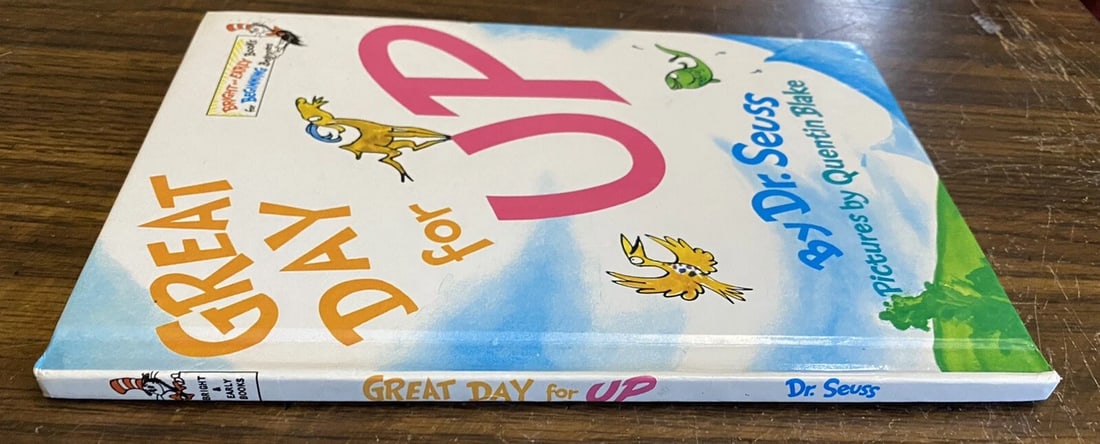 BRIGHT and EARLY BOOKS
for BEGINNING Beginners
GREAT
DAY
for
UP
By Dr. Seuss
Pictures by Quentin Blake
BRIGHT
&
EARLY
BOOKS
GREAT DAY for UP
Dr. Seuss